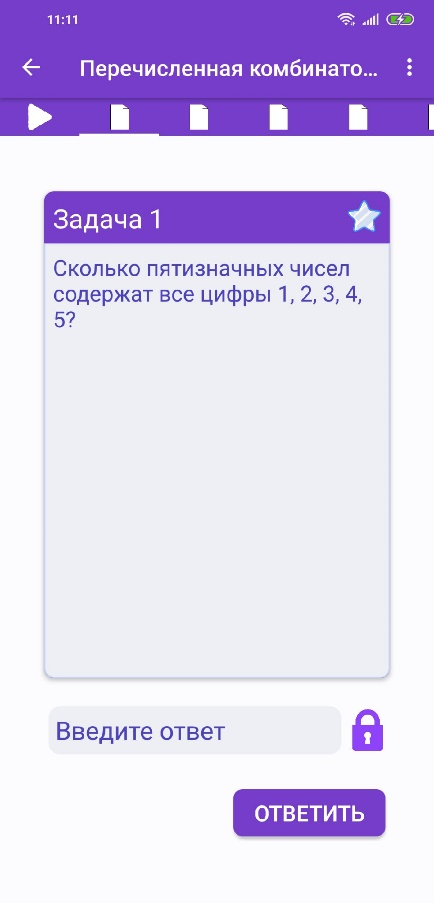 11:11
Перечисленная комбинато...
Задача 1
Сколько пятизначных чисел
содержат все цифры 1, 2, 3, 4,
5?
Введите ответ
ОТВЕТИТЬ